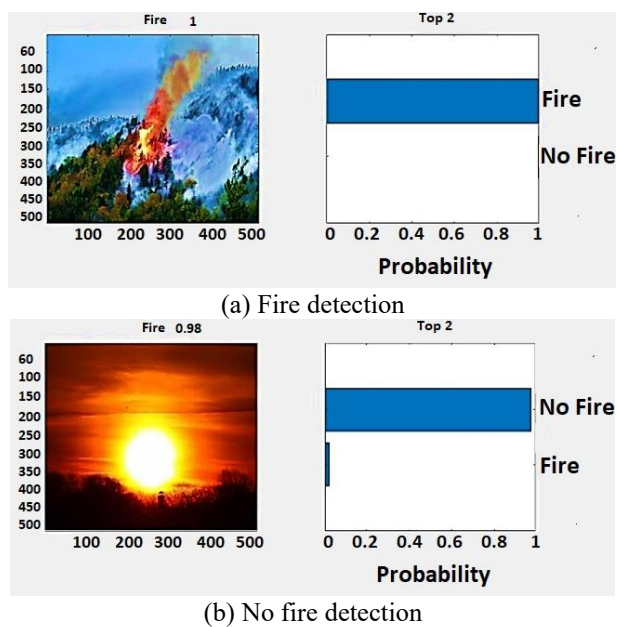 Fire 1
Top 2
60
100
150
200
250
300
350
400
450
500
100 200 300 400 500
Fire
No Fire
0 0.2 0.4 0.6 0.8 1
Probability
(a) Fire detection
Fire 0.98
Top 2
60
100
150
200
250
300
350
400
450
500
100 200 300 400 500
No Fire
Fire
0 0.2 0.4 0.6 0.8 1
Probability
(b) No fire detection